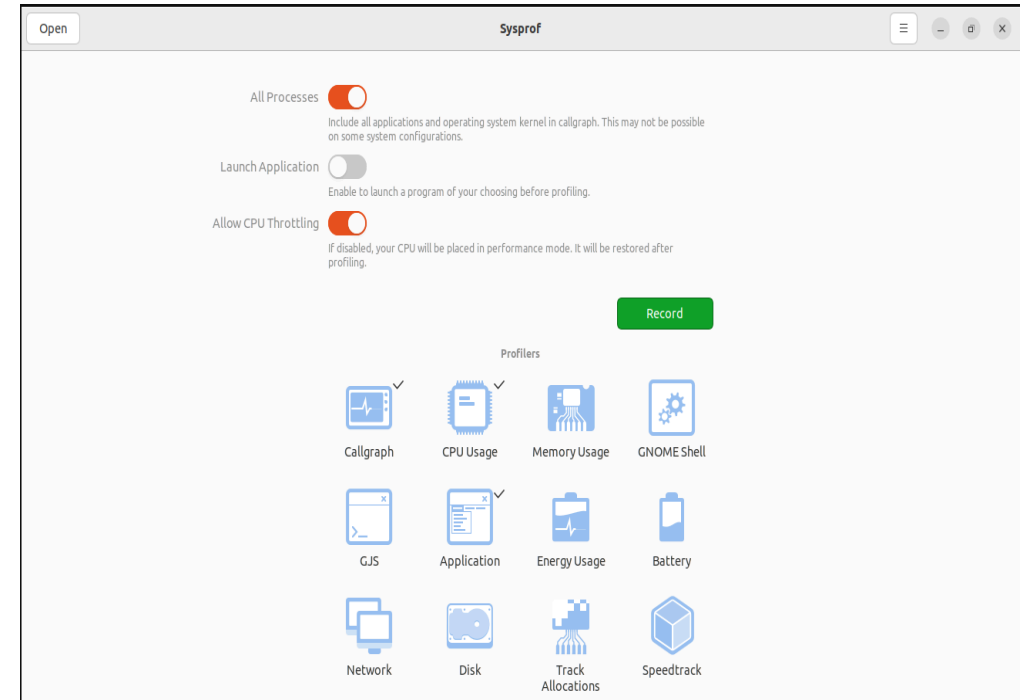 Open
Sysprof
All Processes
Include all applications and operating system kernel in callgraph. This may not be possible
on some system configurations.
Launch Application
Enable to launch a program of your choosing before profiling.
Allow CPU Throttling
If disabled, your CPU will be placed in performance mode. It will be restored after
profiling.
Record
Profilers
Callgraph
CPU Usage
Memory Usage
GNOME Shell
GJS
Application
Energy Usage
Battery
Network
Disk
Track
Allocations
Speedtrack